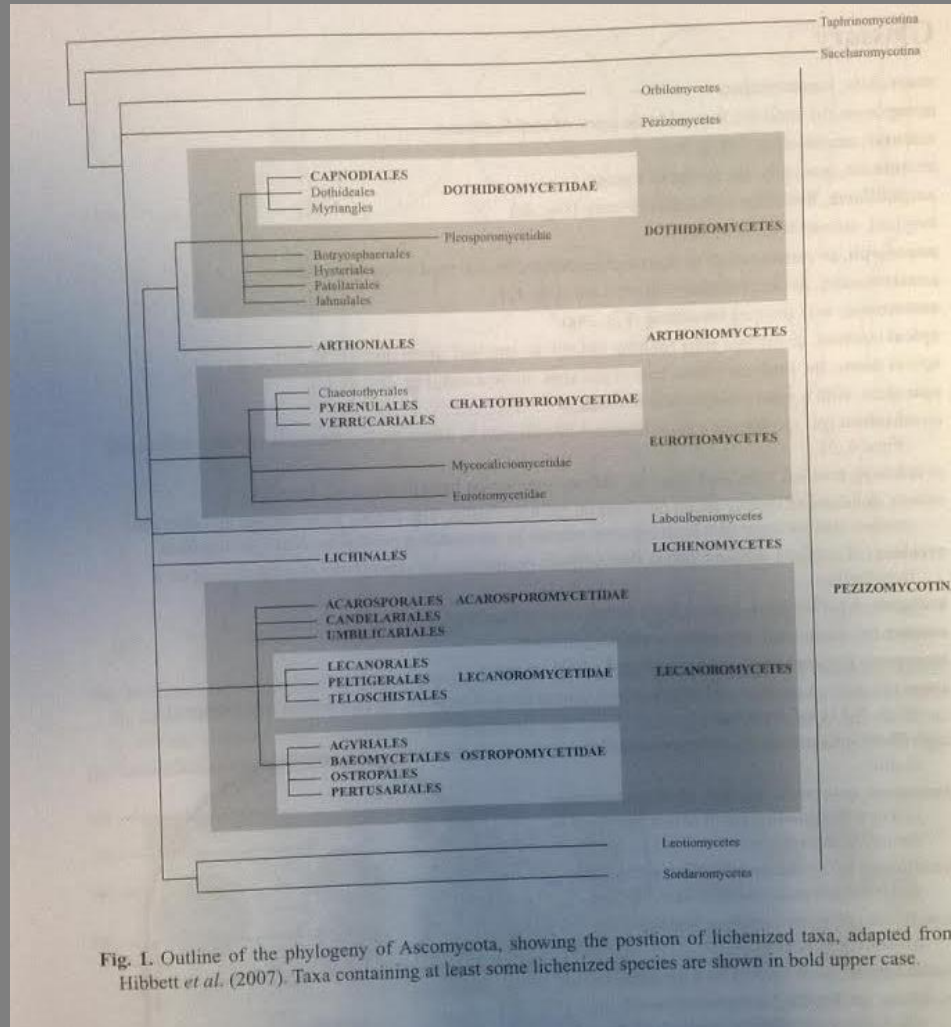 Taphrinomycotina
Saccharomycotina
Orbilomycetes
Pezizomycetes
CAPNODIALES
Dothideales DOTHIDEOMYCETIDAE
Myriangles
Pleosporomycetidae
DOTHIDEOMYCETES
Botryosphaeriales
Hysteriales
Patellariales
Jahnulales
ARTHONIALES ARTHONIOMYCETES
Chaetothyriales
PYRENULALES CHAETOTHYRIOMYCETIDAE
VERRUCARIALES
EUROTIOMYCETES
Mycocaliciomycetidae
Eurotiomycetidae
Laboulbeniomycetes
LICHINALES LICHENOMYCETES
PEZIZOMYCOTIN
ACAROSPORALES ACAROSPOROMYCETIDAE
CANDELARIALES
UMBILICARIALES
LECANORALES
PELTIGERALES LECANOROMYCETIDAE LECANOROMYCETES
TELOSCHISTALES
AGYRIALES
BAEOMYCETALES OSTROPOMYCETIDAE
OSTROPALES
PERTUSARIALES
Leotiomycetes
Sordariomycetes
Fig. 1. Outline of the phylogeny of Ascomycota, showing the position of lichenized taxa, adapted from
Hibbett et al. (2007). Taxa containing at least some lichenized species are shown in bold upper case.